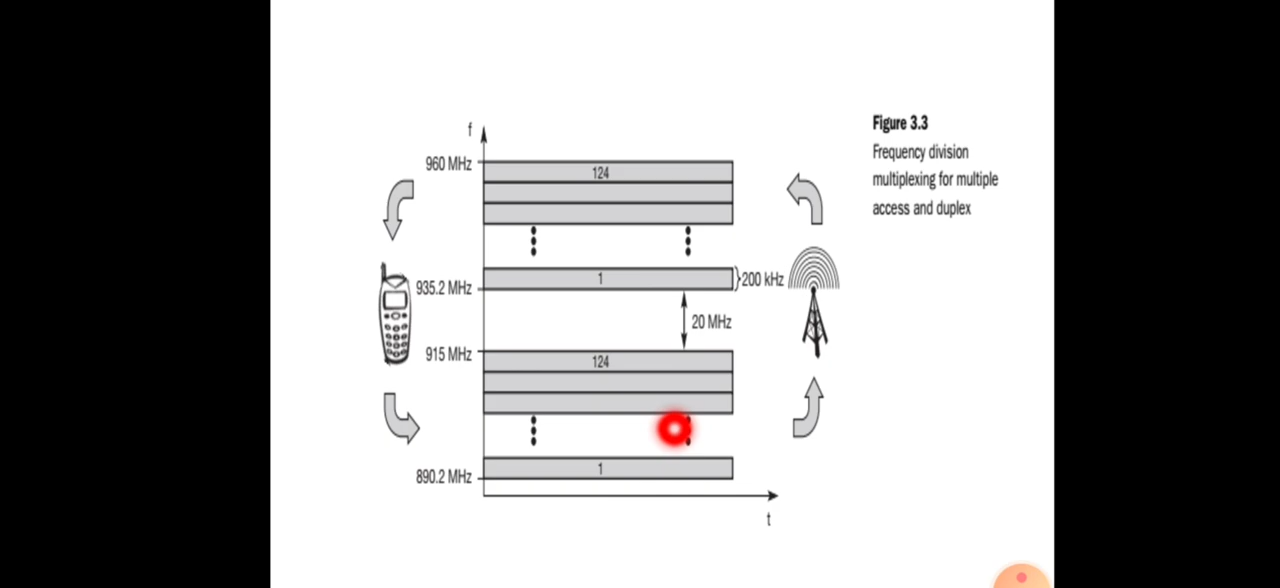 Figure 3.3
Frequency division
multiplexing for multiple
access and duplex
f
960 MHz
124
935.2 MHz
1
200 kHz
20 MHz
915 MHz
124
890.2 MHz
1
t